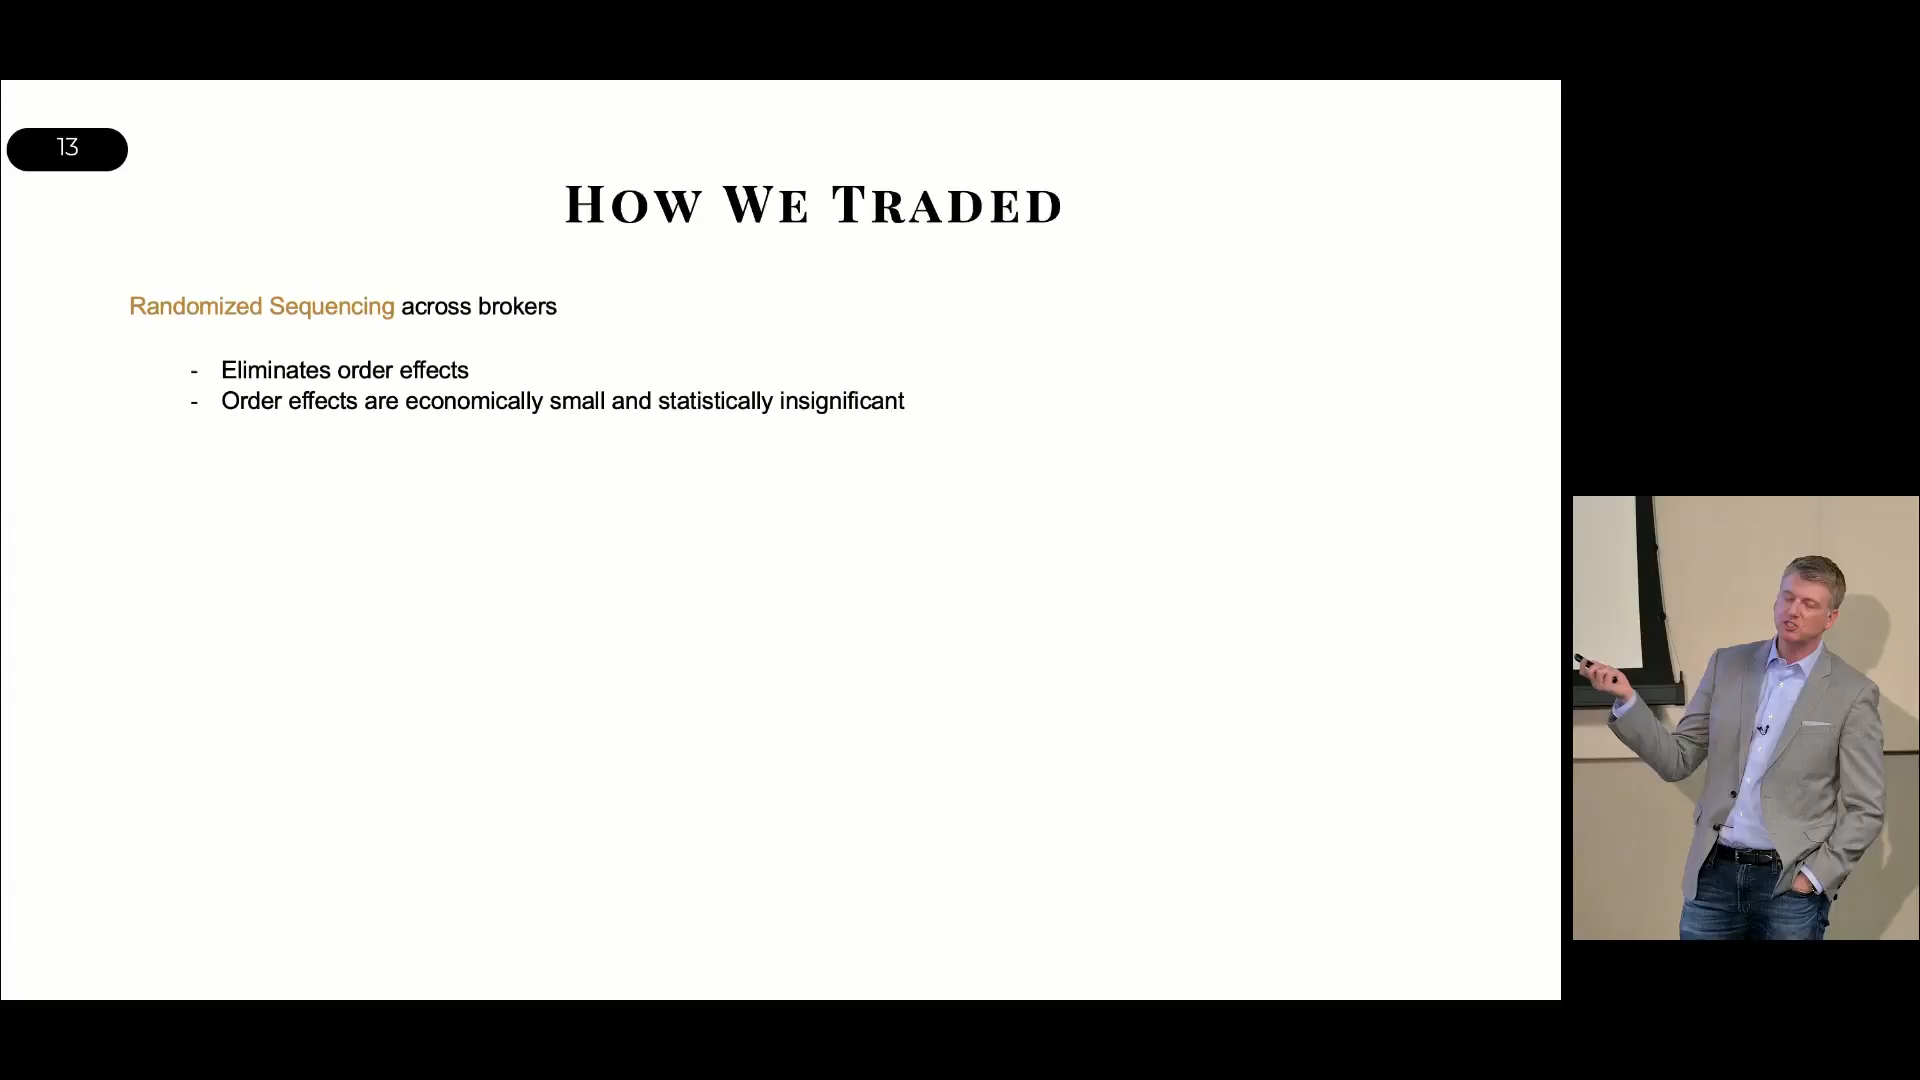 13
How We Traded
Randomized Sequencing across brokers
- Eliminates order effects
- Order effects are economically small and statistically insignificant